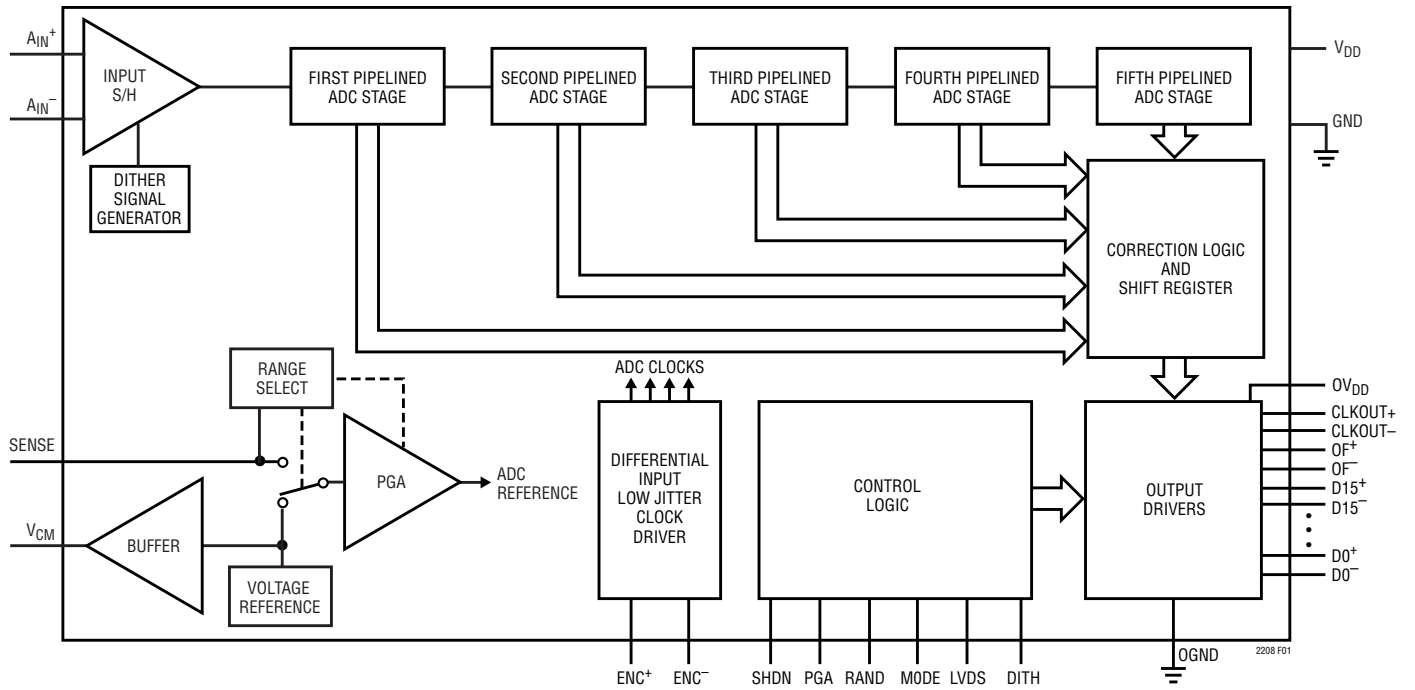 AIN+
AIN−
INPUT
S/H
DITHER
SIGNAL
GENERATOR
FIRST PIPELINED
ADC STAGE
SECOND PIPELINED
ADC STAGE
THIRD PIPELINED
ADC STAGE
FOURTH PIPELINED
ADC STAGE
FIFTH PIPELINED
ADC STAGE
VDD
GND
CORRECTION LOGIC
AND
SHIFT REGISTER
RANGE
SELECT
SENSE
PGA
ADC
REFERENCE
VCM
BUFFER
VOLTAGE
REFERENCE
ADC CLOCKS
DIFFERENTIAL
INPUT
LOW JITTER
CLOCK
DRIVER
CONTROL
LOGIC
OUTPUT
DRIVERS
OVDD
CLKOUT+
CLKOUT−
OF+
OF−
D15+
D15−
D0+
D0−
OGND
ENC+
ENC−
SHDN
PGA
RAND
MODE
LVDS
DITH
2208 F01